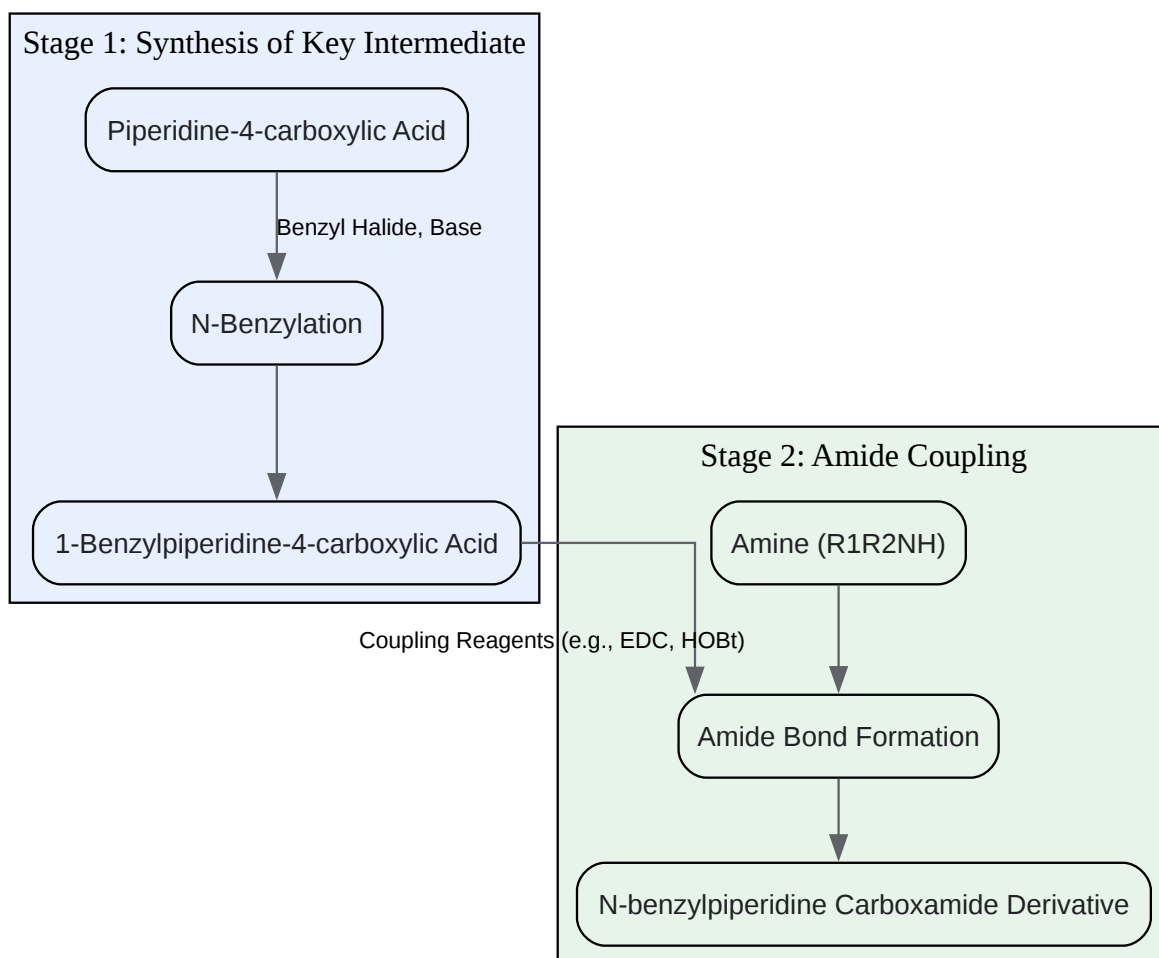 Stage 1: Synthesis of Key Intermediate
Piperidine-4-carboxylic Acid
Benzyl Halide, Base
N-Benzylation
1-Benzylpiperidine-4-carboxylic Acid
Stage 2: Amide Coupling
Amine (R1R2NH)
Coupling Reagents (e.g., EDC, HOBt)
Amide Bond Formation
N-benzylpiperidine Carboxamide Derivative